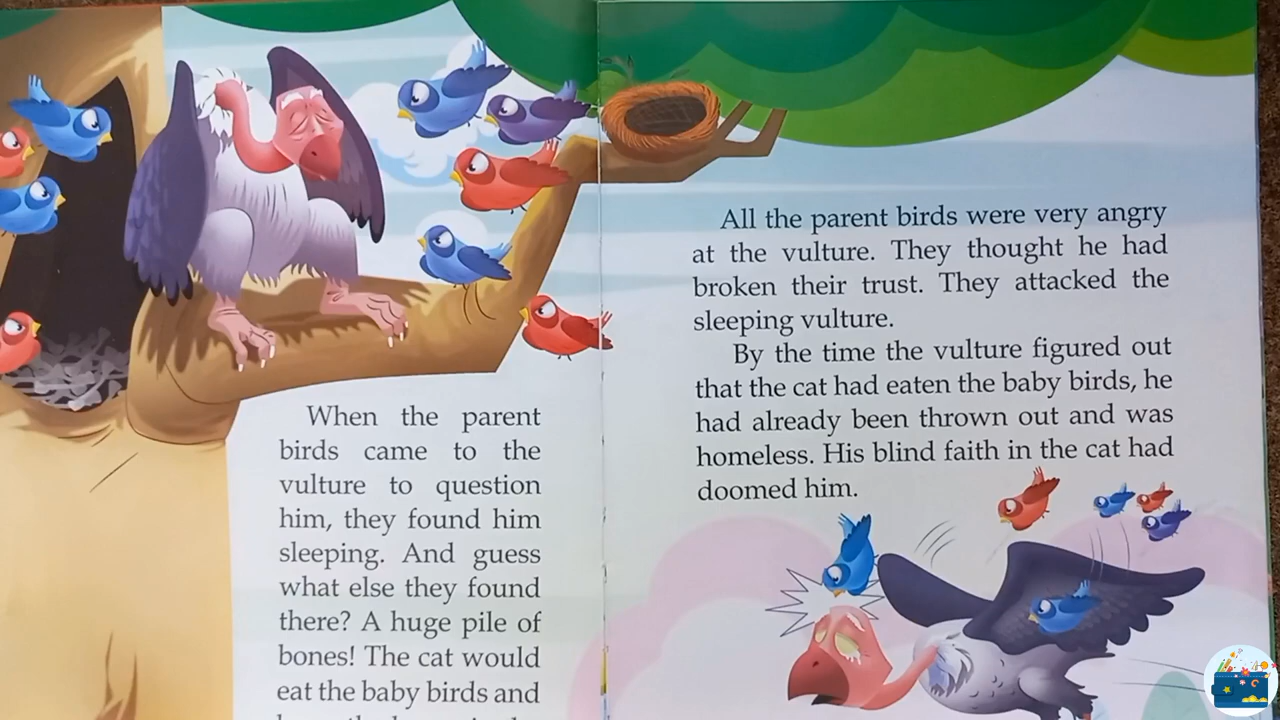 When the parent
birds came to the
vulture to question
him, they found him
sleeping. And guess
what else they found
there? A huge pile of
bones! The cat would
eat the baby birds and
All the parent birds were very angry
at the vulture. They thought he had
broken their trust. They attacked the
sleeping vulture.
By the time the vulture figured out
that the cat had eaten the baby birds, he
had already been thrown out and was
homeless. His blind faith in the cat had
doomed him.